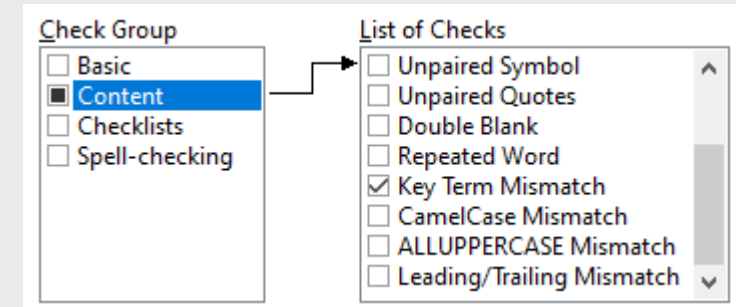 Check Group
Basic
Content
Checklists
Spell-checking
List of Checks
Unpaired Symbol
Unpaired Quotes
Double Blank
Repeated Word
Key Term Mismatch
CamelCase Mismatch
ALLUPPERCASE Mismatch
Leading/Trailing Mismatch